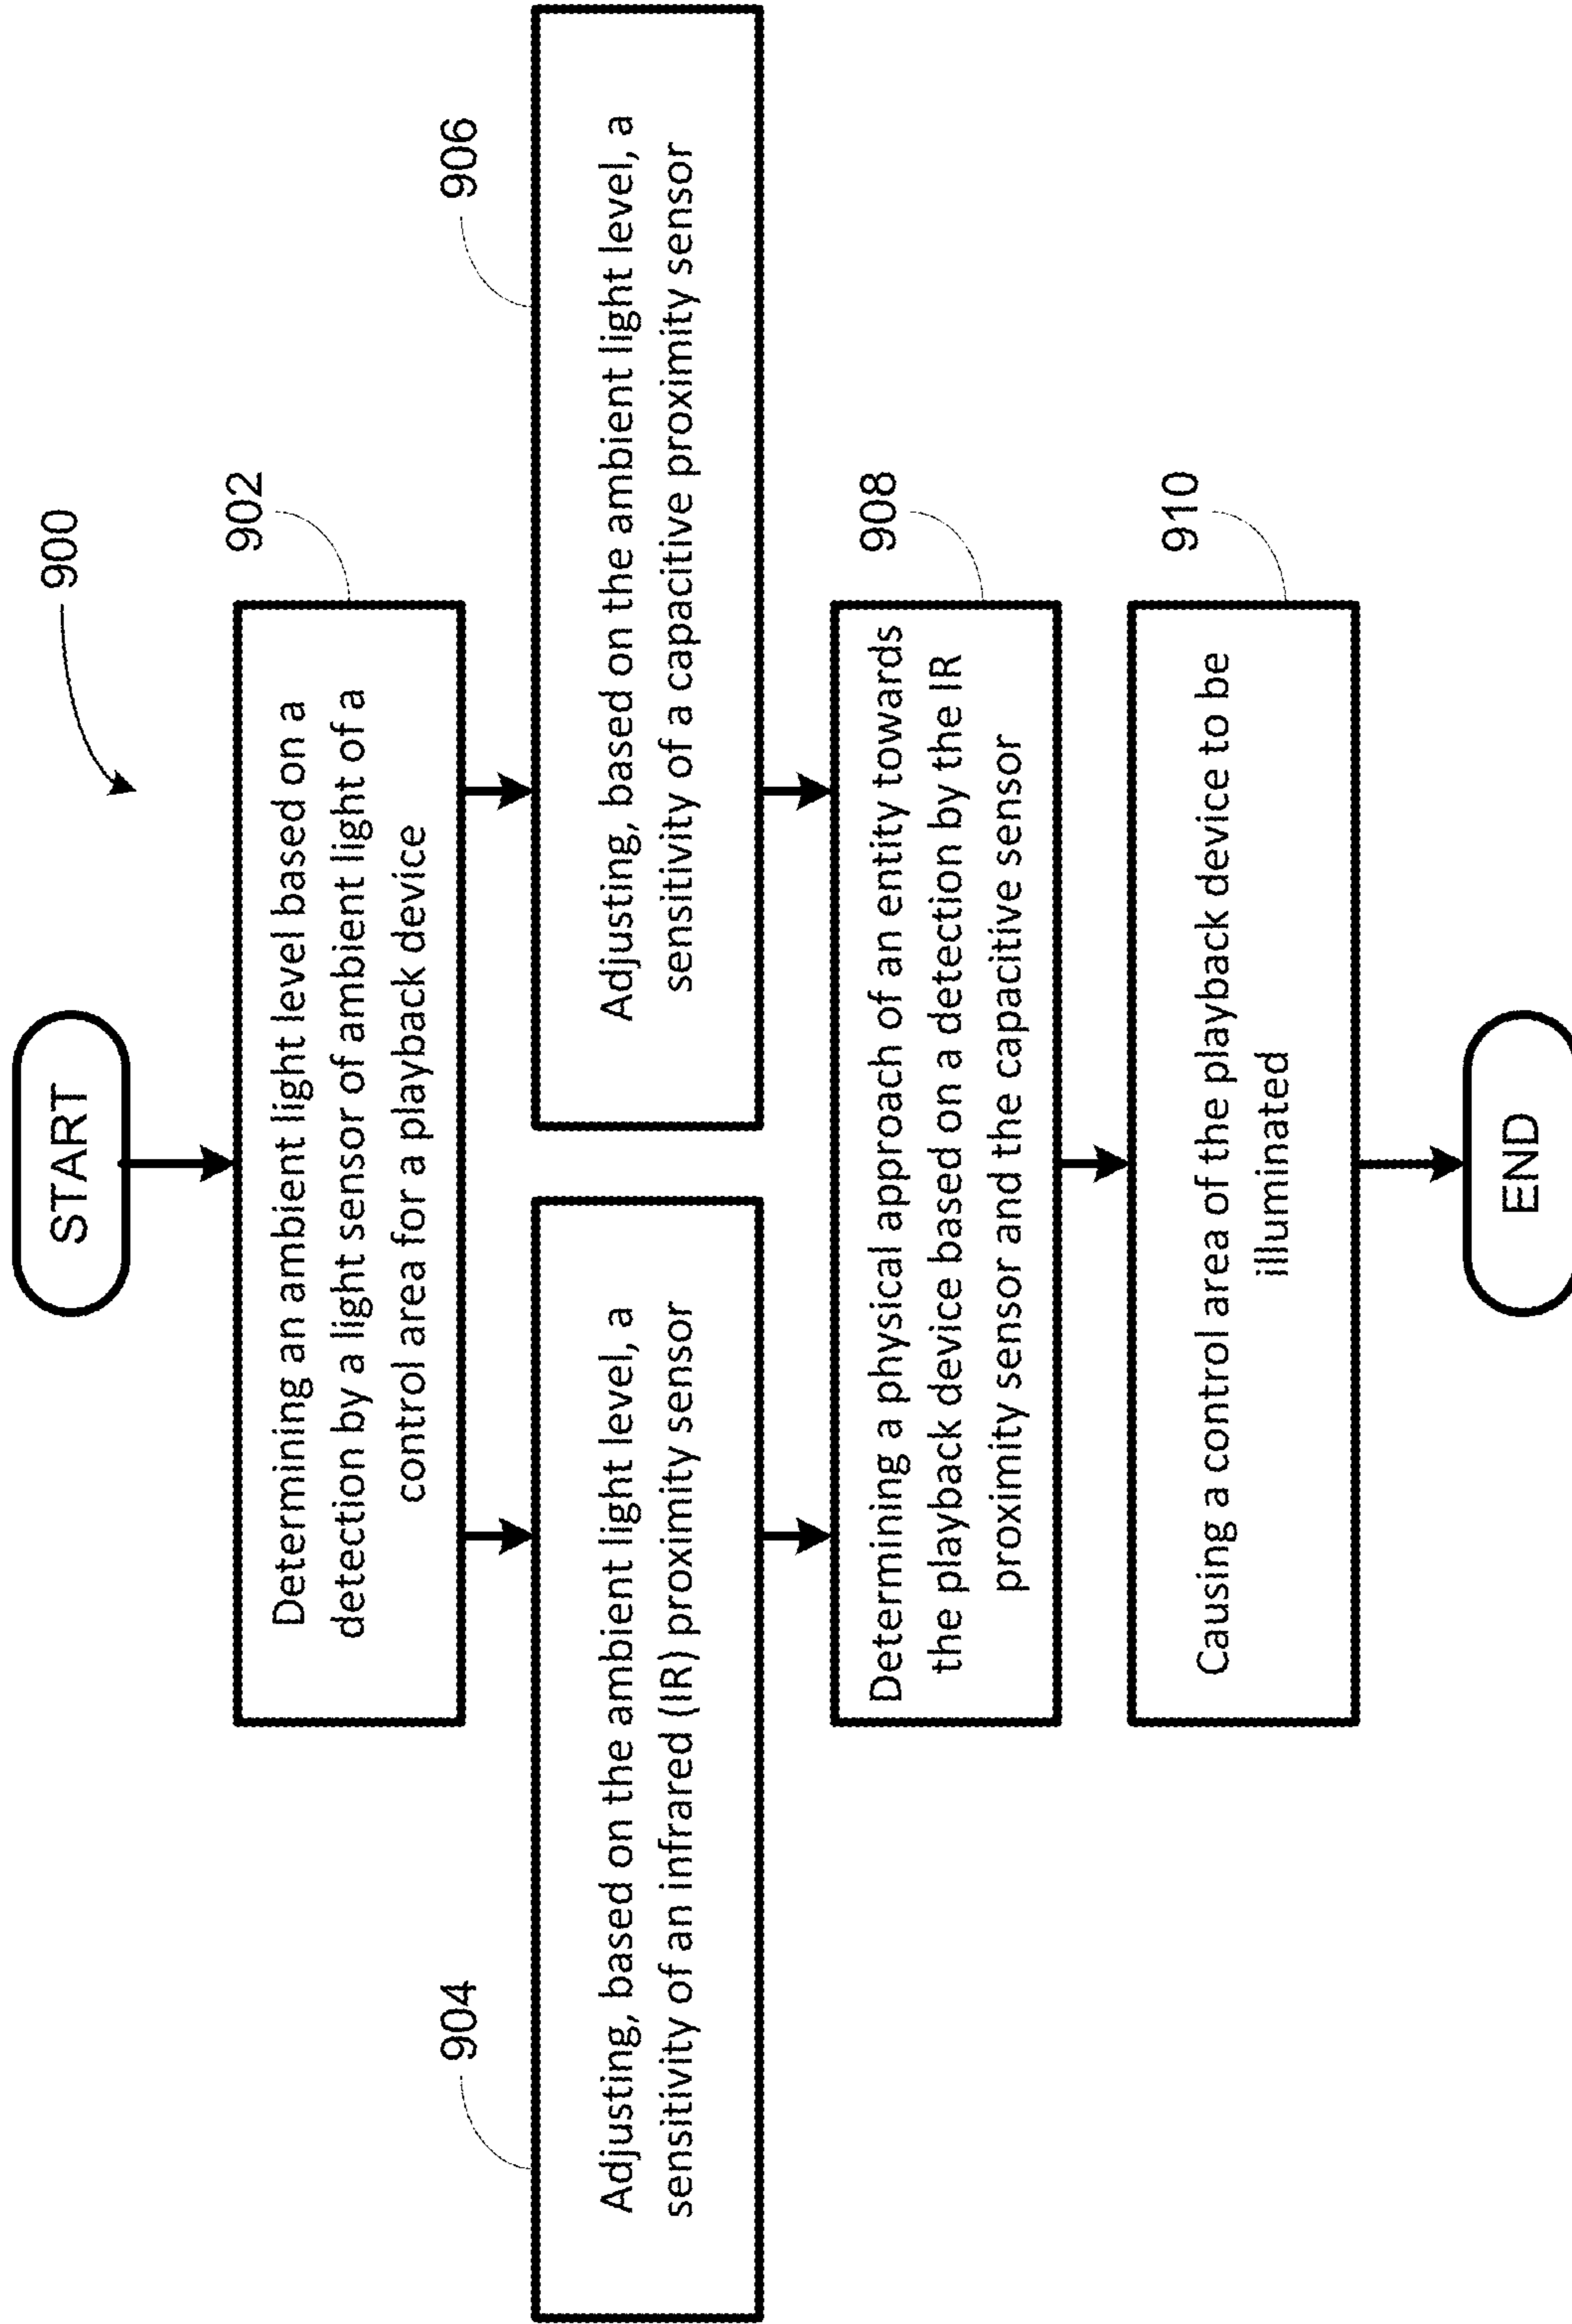 900
START
902
Determining an ambient light level based on a
detection by a light sensor of ambient light of a
control area for a playback device
904
Adjusting, based on the ambient light level, a
sensitivity of an infrared (IR) proximity sensor
906
Adjusting, based on the ambient light level, a
sensitivity of a capacitive proximity sensor
908
Determining a physical approach of an entity towards
the playback device based on a detection by the IR
proximity sensor and the capacitive sensor
910
Causing a control area of the playback device to be
illuminated
END